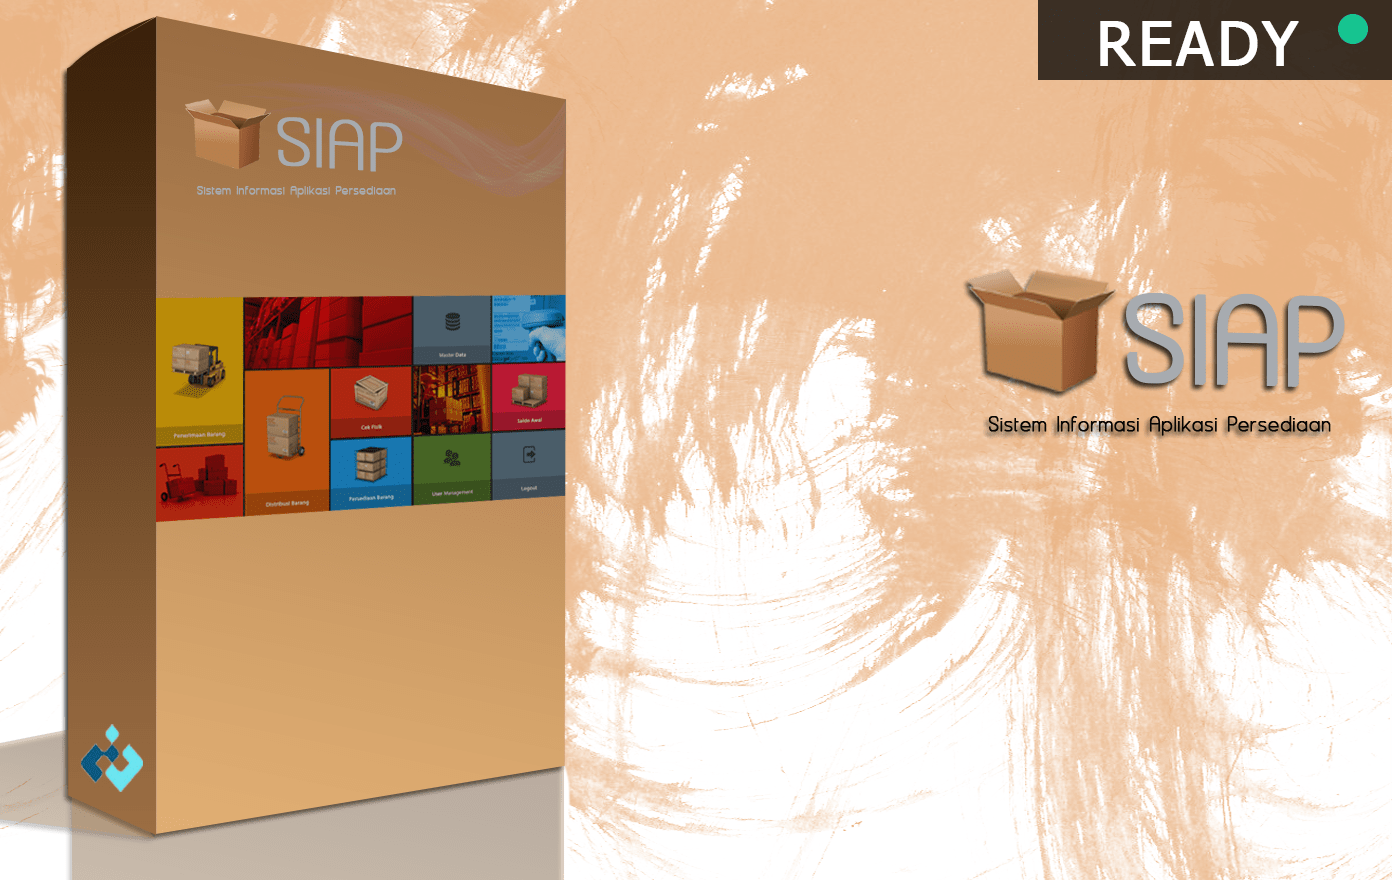 READY
SIAP
Sistem Informasi Aplikasi Persediaan
Penerimaan Barang
Distribusi Barang
Cek Fisik
Persediaan Barang
Master Data
User Management
Saldo Awal
Logout
SIAP
Sistem Informasi Aplikasi Persediaan